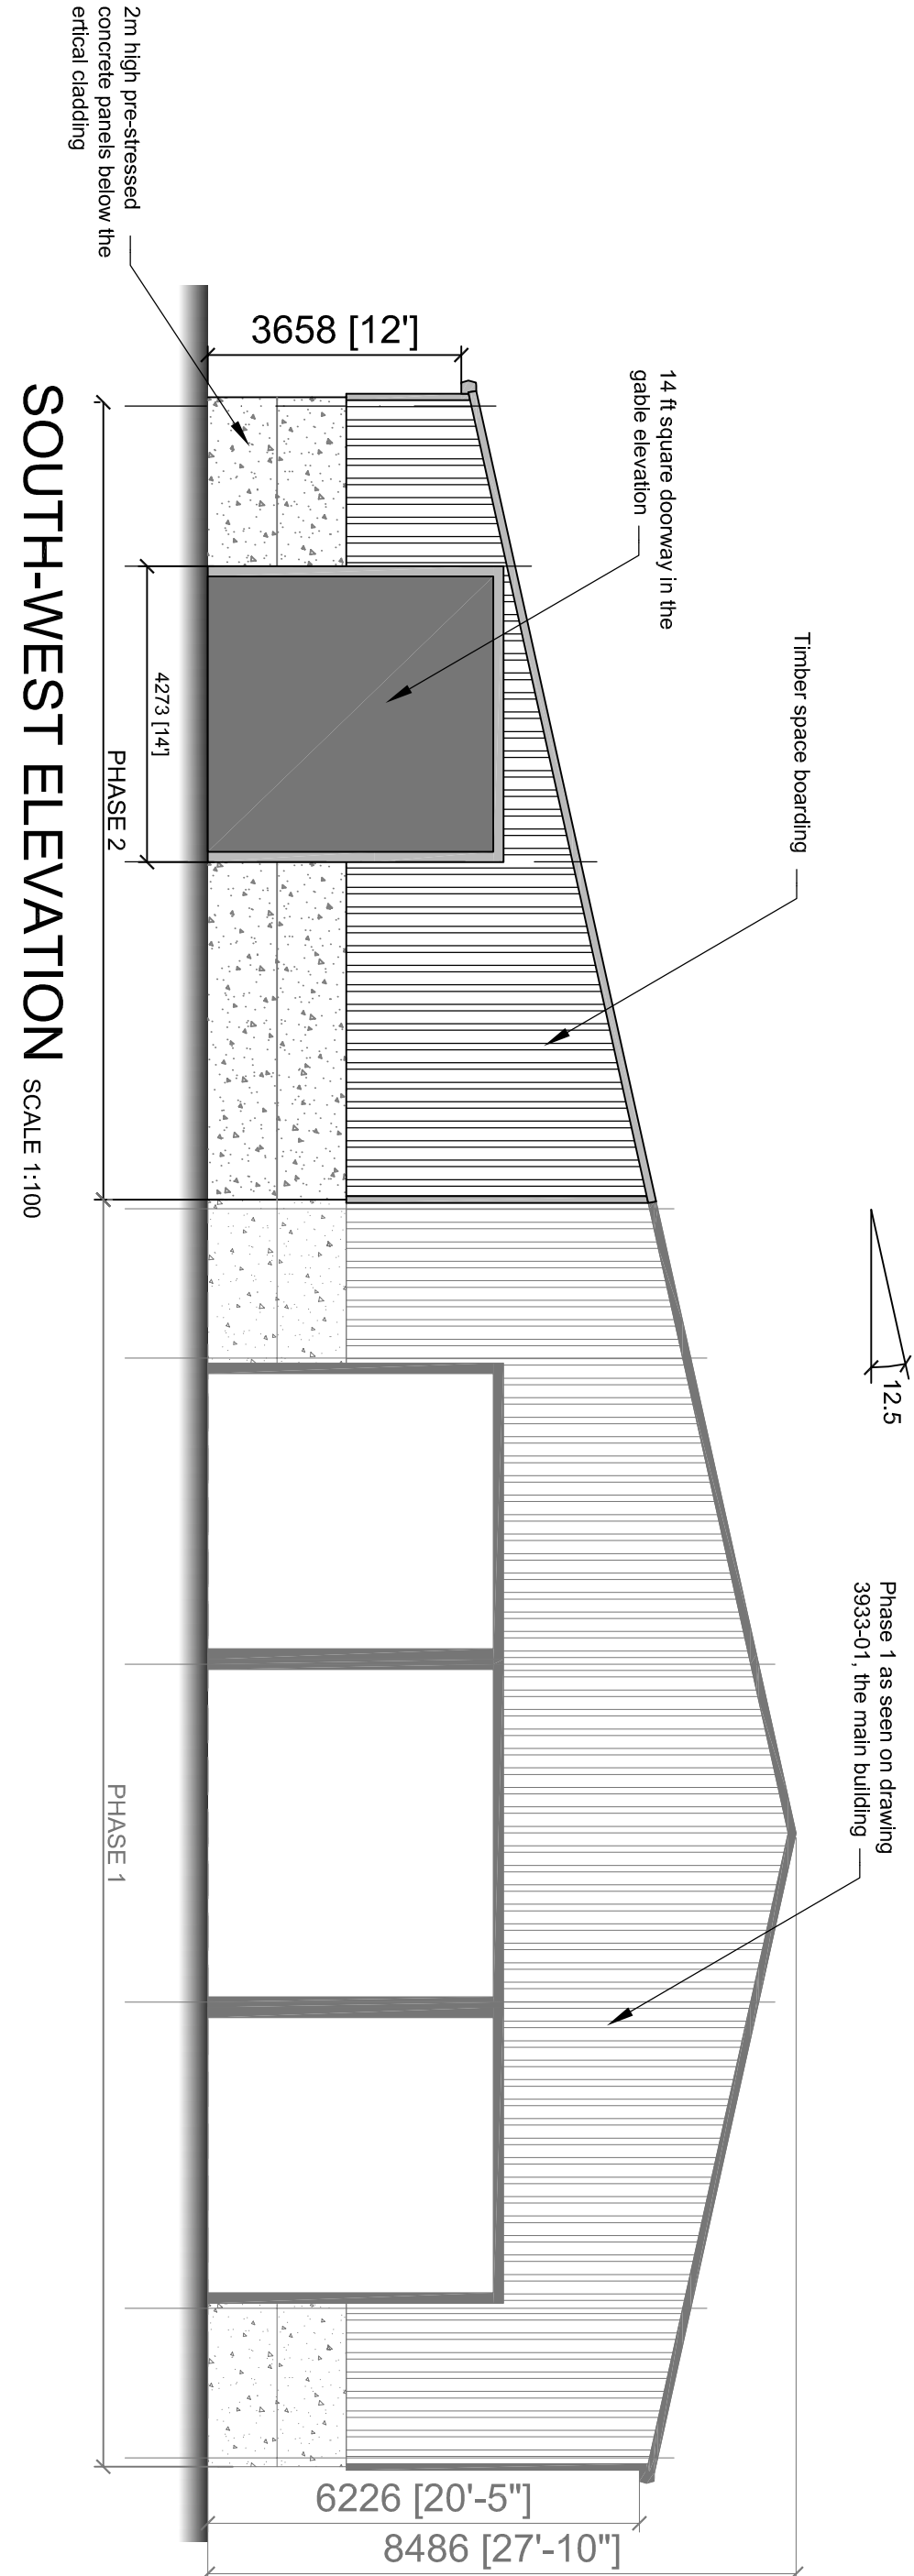 12.5
Phase 1 as seen on drawing
3933-01, the main building
Timber space boarding
14 ft square doorway in the
gable elevation
3658 [12']
4273 [14']
6226 [20'-5"]
8486 [27'-10"]
2m high pre-stressed
concrete panels below the
ertical cladding
PHASE 2
PHASE 1
SOUTH-WEST ELEVATION SCALE 1:100